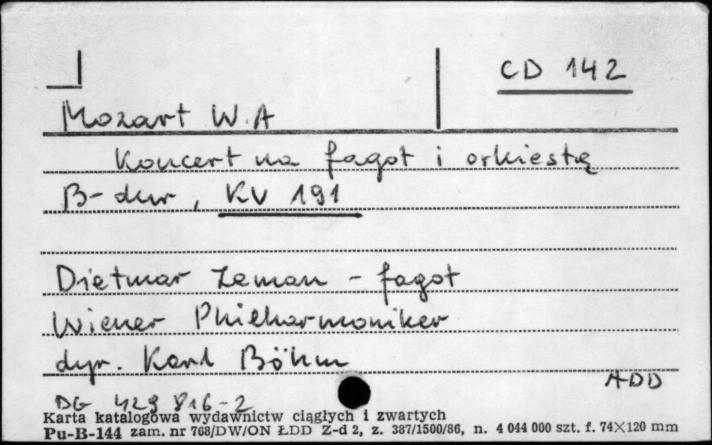 CD 142
Mozart W.A
Koncert na fagot i orkiestrę
B-dur, KV 191
Dietmar Zeman - fagot
Wiener Philharmoniker
dyr. Karl Böhm
ADD
DG 429 816-2
Karta katalogowa wydawnictw ciągłych i zwartych
Pu-B-144 zam. nr 768/DW/ON ŁDD Z-d 2, z. 387/1500/86, n. 4 044 000 szt. f. 74×120 mm